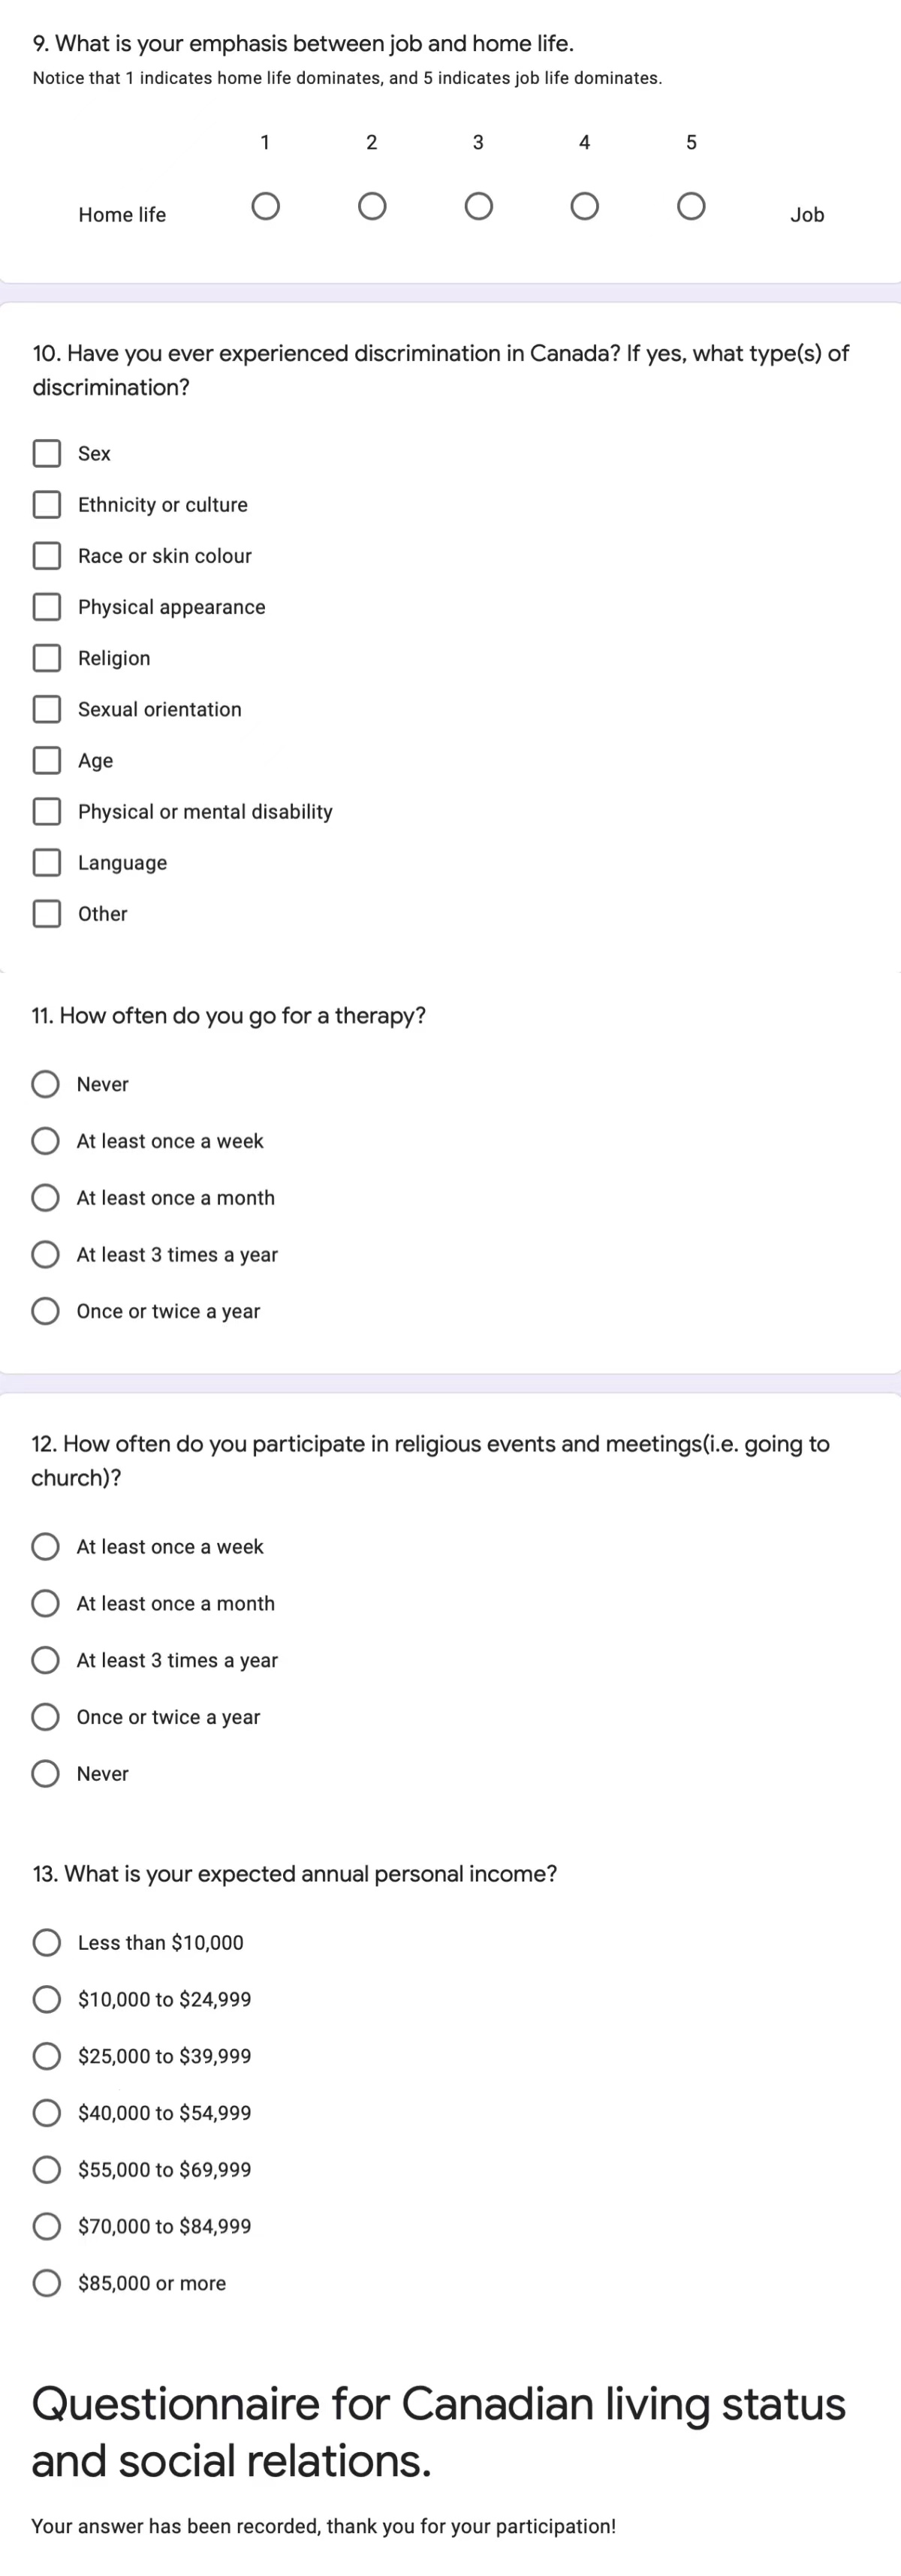 9. What is your emphasis between job and home life.
Notice that 1 indicates home life dominates, and 5 indicates job life dominates.
1 2 3 4 5
Home life Job
10. Have you ever experienced discrimination in Canada? If yes, what type(s) of
discrimination?
Sex
Ethnicity or culture
Race or skin colour
Physical appearance
Religion
Sexual orientation
Age
Physical or mental disability
Language
Other
11. How often do you go for a therapy?
Never
At least once a week
At least once a month
At least 3 times a year
Once or twice a year
12. How often do you participate in religious events and meetings(i.e. going to
church)?
At least once a week
At least once a month
At least 3 times a year
Once or twice a year
Never
13. What is your expected annual personal income?
Less than $10,000
$10,000 to $24,999
$25,000 to $39,999
$40,000 to $54,999
$55,000 to $69,999
$70,000 to $84,999
$85,000 or more
Questionnaire for Canadian living status
and social relations.
Your answer has been recorded, thank you for your participation!